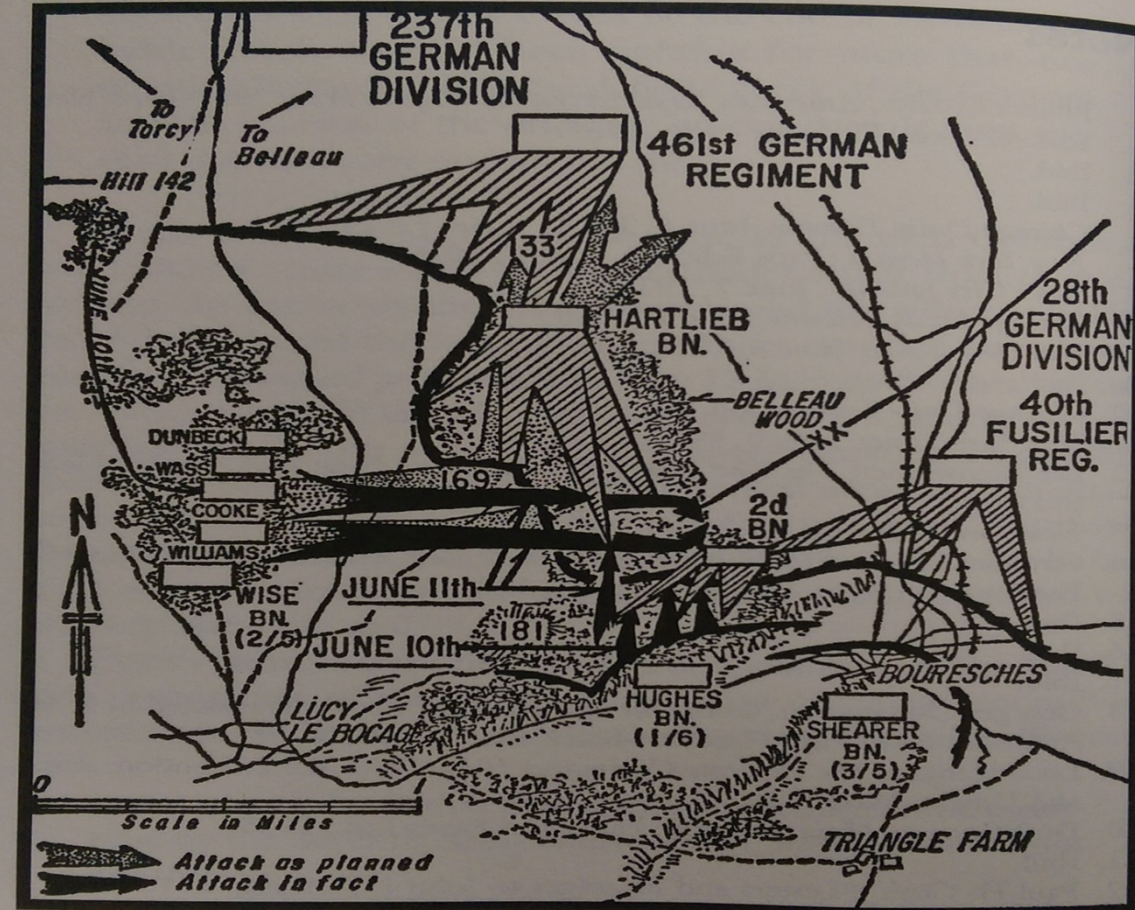 237th
GERMAN
DIVISION
To
Torcy
To
Belleau
461st GERMAN
REGIMENT
Hill 142
133
JUNE 10th
HARTLIEB
BN.
28th
GERMAN
DIVISION
BELLEAU
WOOD
XX
40th
FUSILIER
REG.
DUNBECK
WASS
169
COOKE
2d
BN
N
WILLIAMS
JUNE 11th
WISE
BN.
(2/5)
181
JUNE 10th
BOURESCHES
HUGHES
BN.
(1/6)
LUCY
LE BOCAGE
SHEARER
BN.
(3/5)
0
Scale in Miles
TRIANGLE FARM
Attack as planned
Attack in fact